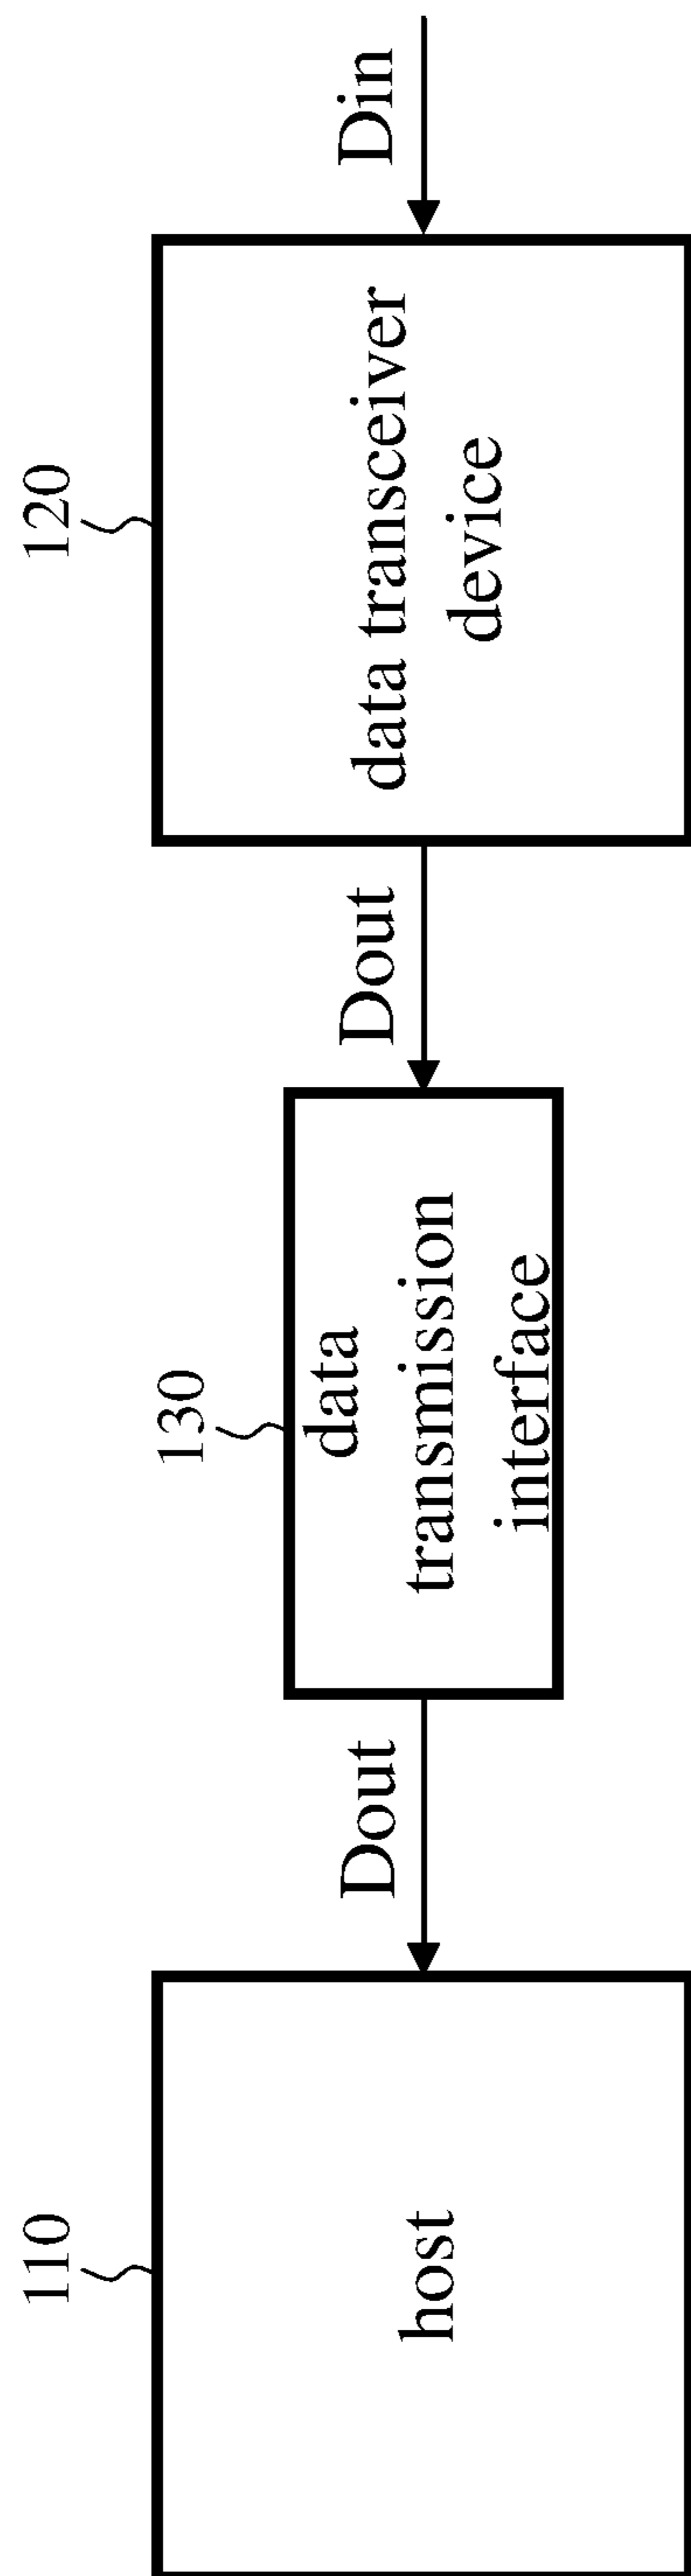 110
host
Dout
130
data
transmission
interface
Dout
120
data transceiver
device
Din